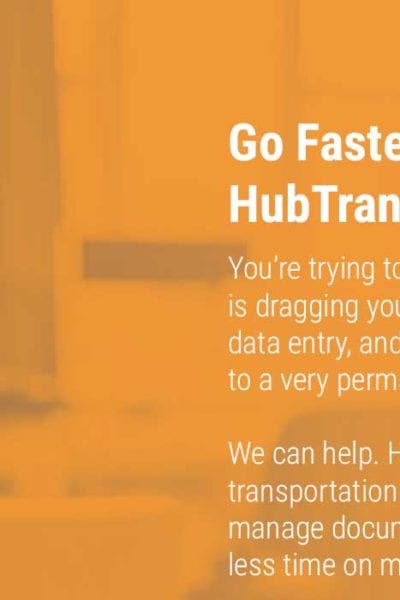 Go Faste
HubTran
You're trying to
is dragging you
data entry, and
to a very perm
We can help. H
transportation
manage docum
less time on m